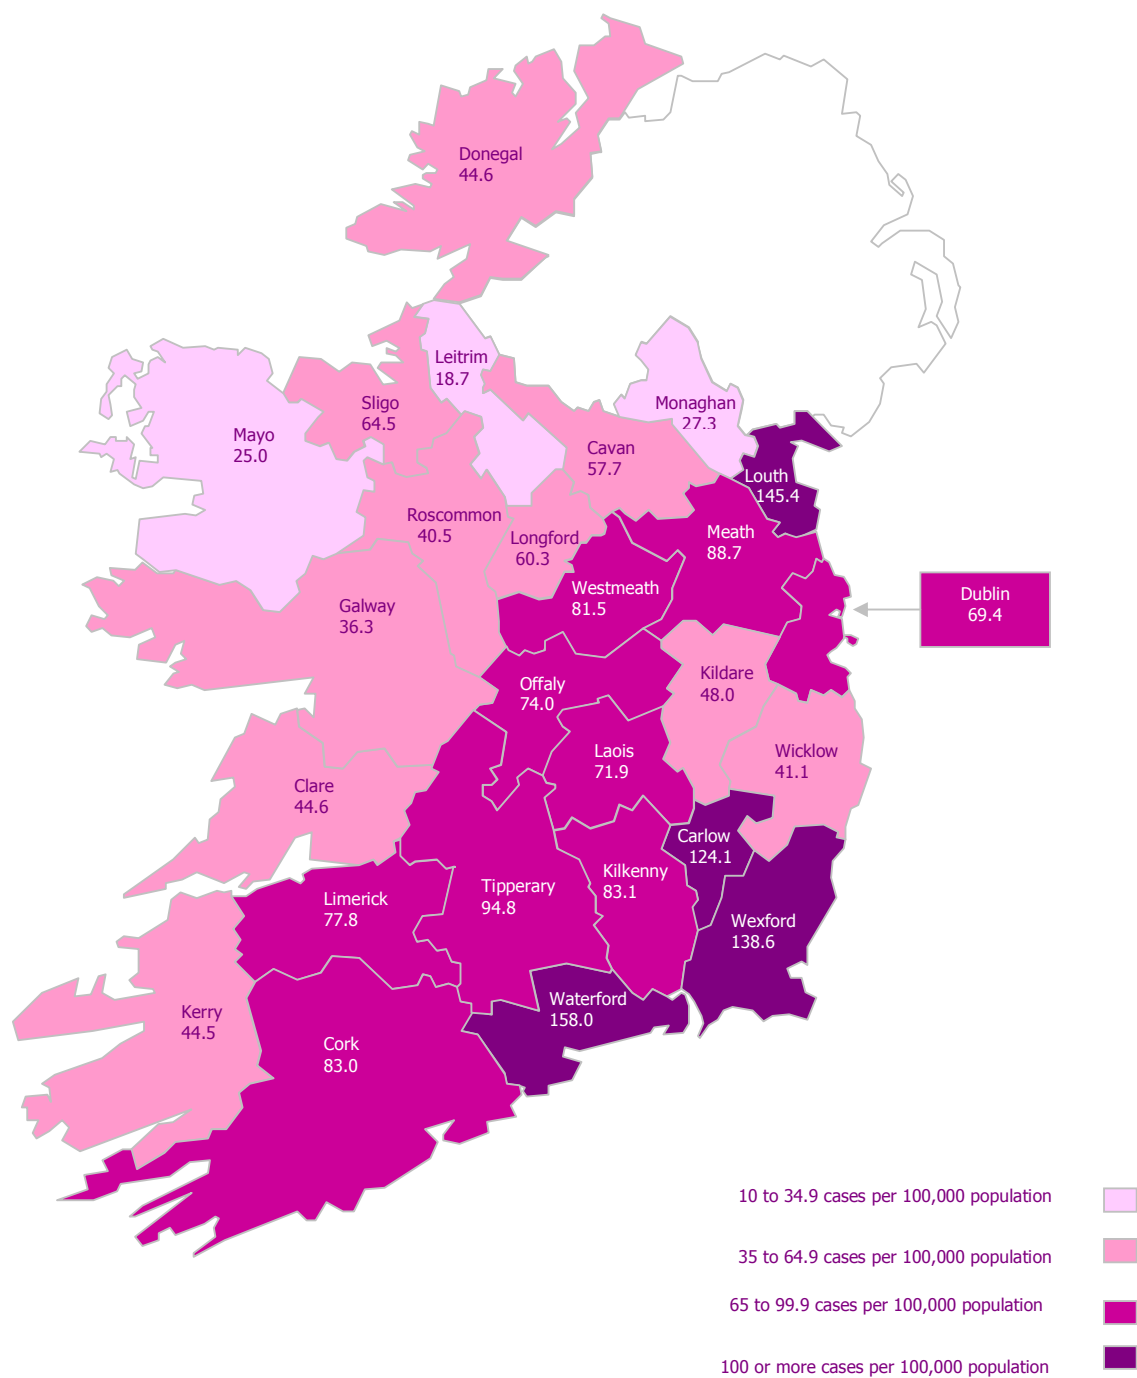 Donegal
44.6
Leitrim
18.7
Monaghan
27.3
Sligo
64.5
Mayo
25.0
Cavan
57.7
Louth
145.4
Roscommon
40.5
Longford
60.3
Meath
88.7
Westmeath
81.5
Dublin
69.4
Galway
36.3
Offaly
74.0
Kildare
48.0
Laois
71.9
Wicklow
41.1
Clare
44.6
Carlow
124.1
Kilkenny
83.1
Tipperary
94.8
Limerick
77.8
Wexford
138.6
Waterford
158.0
Kerry
44.5
Cork
83.0
10 to 34.9 cases per 100,000 population
35 to 64.9 cases per 100,000 population
65 to 99.9 cases per 100,000 population
100 or more cases per 100,000 population